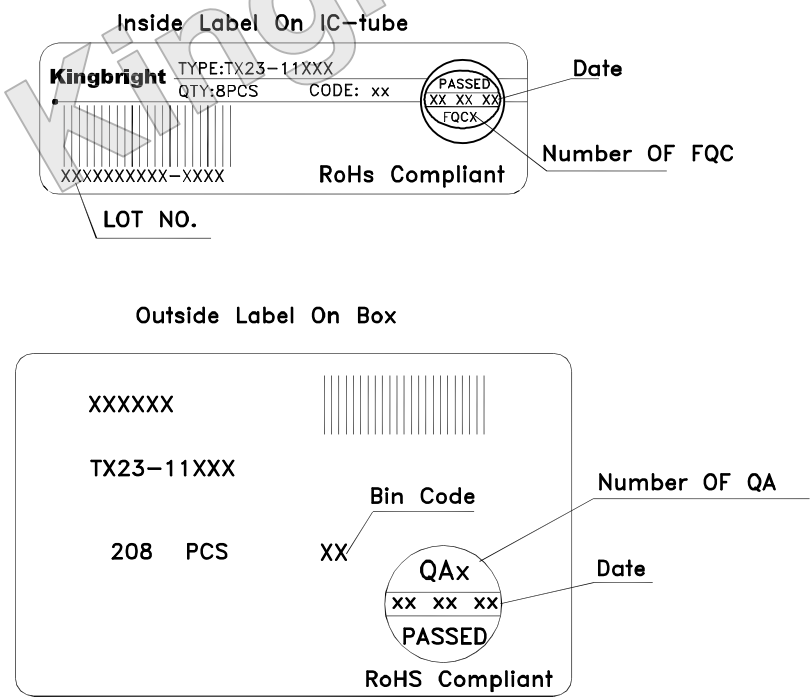 Inside Label On IC-tube
Kingbright
TYPE:TX23-11XXX
QTY:8PCS CODE: xx
PASSED
XX XX XX
FQCX
Date
Number OF FQC
XXXXXXXXXX-XXXX
RoHs Compliant
LOT NO.
Outside Label On Box
XXXXXX
TX23-11XXX
Bin Code
Number OF QA
208 PCS XX
QAx
Date
xx xx xx
PASSED
RoHS Compliant